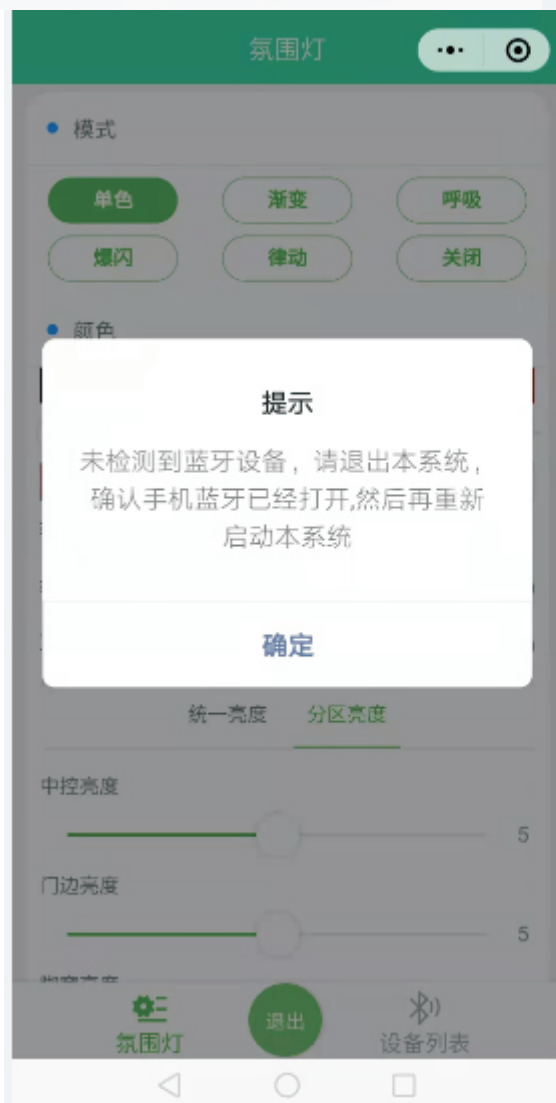 氛围灯
模式
单色 渐变 呼吸
爆闪 律动 关闭
颜色
提示
未检测到蓝牙设备，请退出本系统，
确认手机蓝牙已经打开,然后再重新
启动本系统
确定
统一亮度 分区亮度
中控亮度
5
门边亮度
5
氛围灯 退出 设备列表